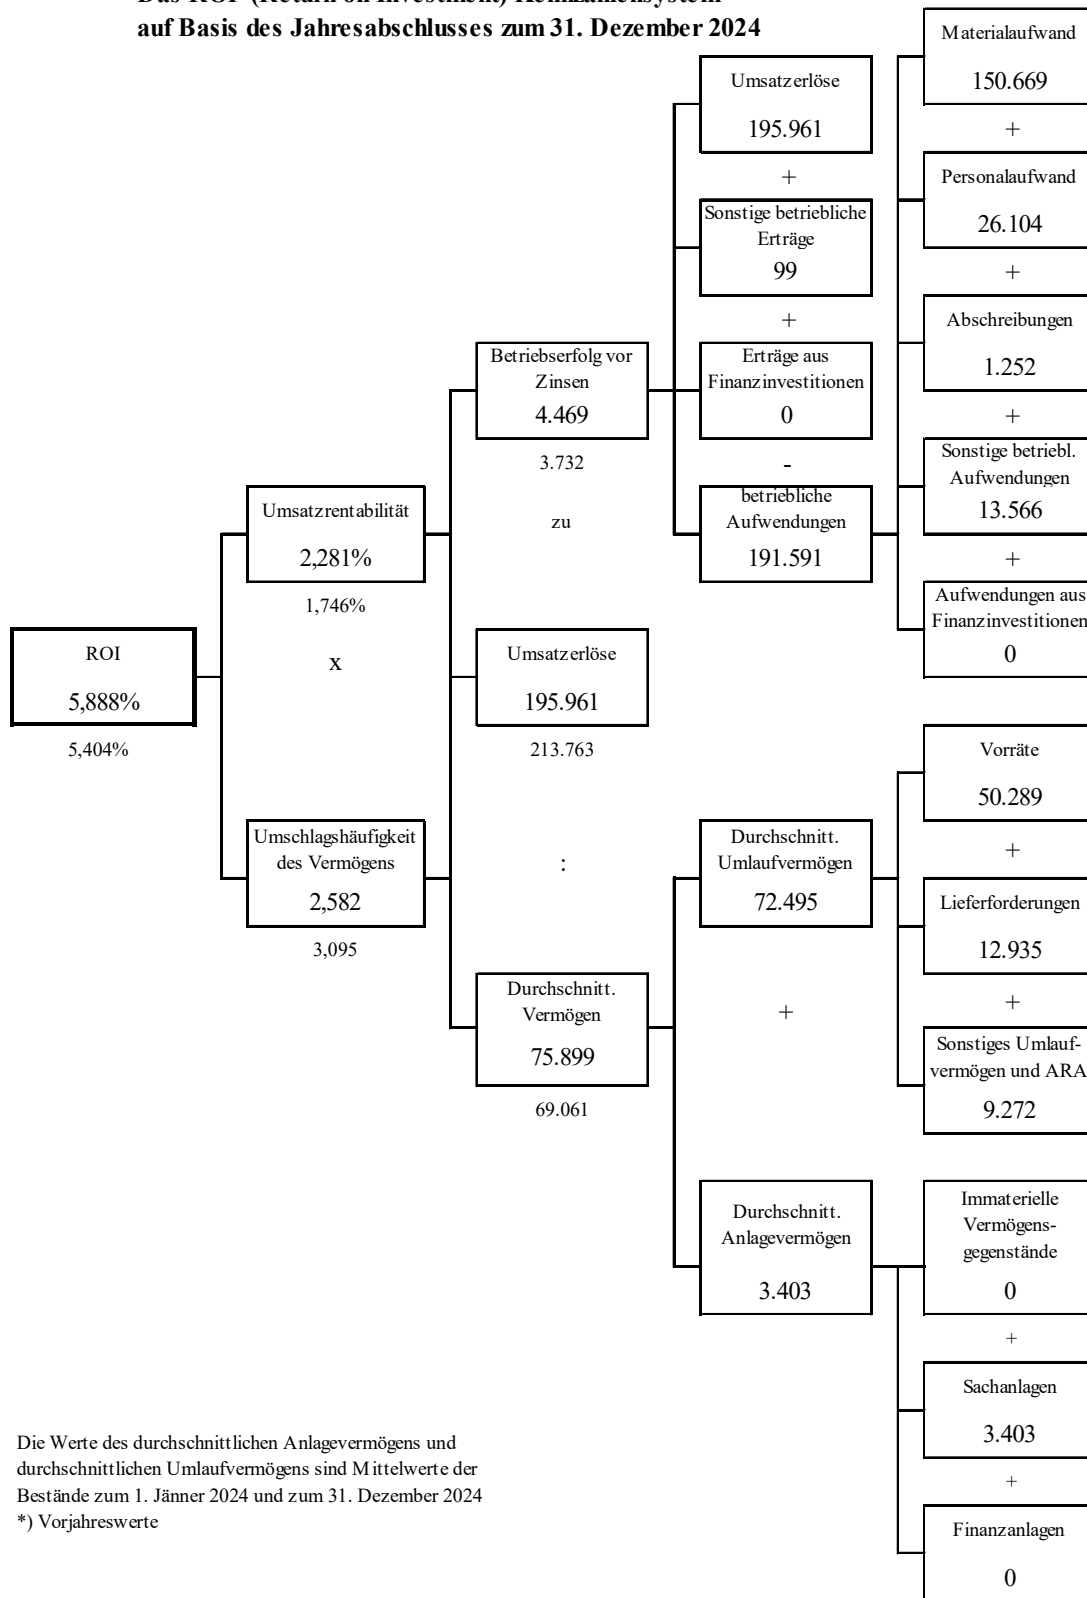 auf Basis des Jahresabschlusses zum 31. Dezember 2024
Materialaufwand
150.669
+
Personalaufwand
26.104
+
Abschreibungen
1.252
+
Sonstige betriebl.
Aufwendungen
13.566
+
Aufwendungen aus
Finanzinvestitionen
0
Umsatzerlöse
195.961
+
Sonstige betriebliche
Erträge
99
+
Erträge aus
Finanzinvestitionen
0
-
betriebliche
Aufwendungen
191.591
Betriebserfolg vor
Zinsen
4.469
3.732
zu
Umsatzerlöse
195.961
213.763
:
Durchschnitt.
Vermögen
75.899
69.061
Umsatzrentabilität
2,281%
1,746%
x
Umschlagshäufigkeit
des Vermögens
2,582
3,095
ROI
5,888%
5,404%
Durchschnitt.
Umlaufvermögen
72.495
+
Durchschnitt.
Anlagevermögen
3.403
Vorräte
50.289
+
Lieferforderungen
12.935
+
Sonstiges Umlauf-
vermögen und ARA
9.272
Immaterielle
Vermögens-
gegenstände
0
+
Sachanlagen
3.403
+
Finanzanlagen
0
Die Werte des durchschnittlichen Anlagevermögens und
durchschnittlichen Umlaufvermögens sind Mittelwerte der
Bestände zum 1. Jänner 2024 und zum 31. Dezember 2024
*) Vorjahreswerte